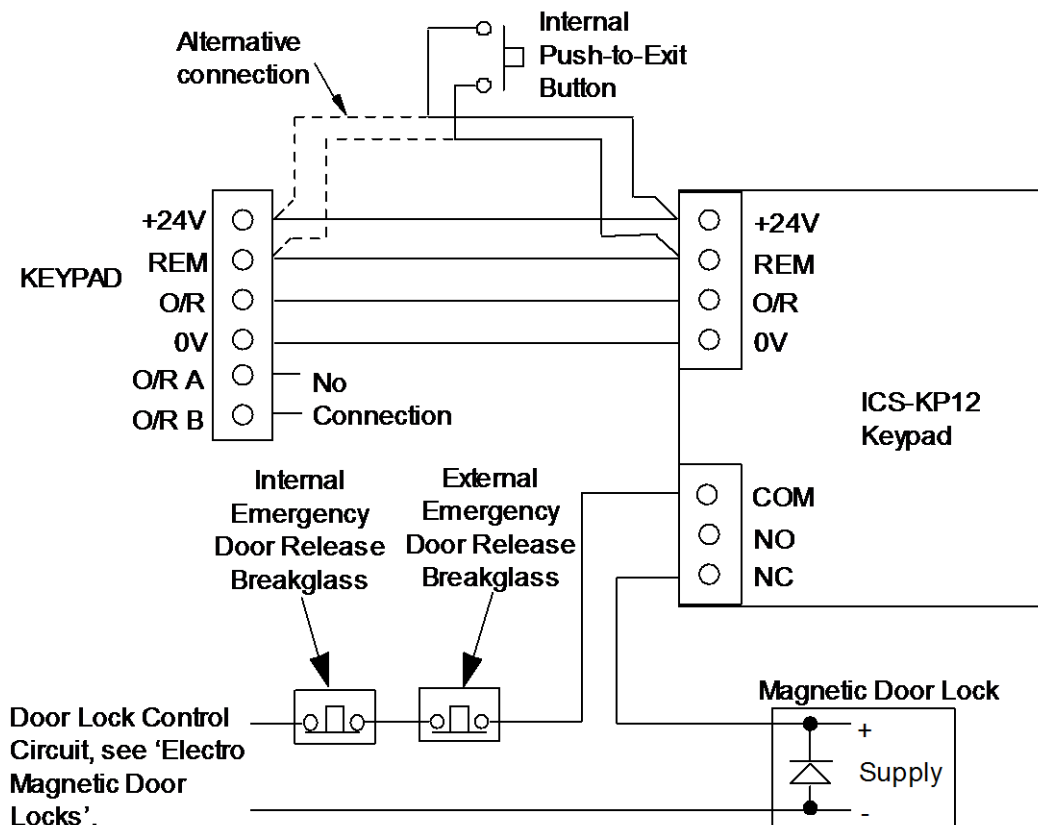 Alternative
connection
Internal
Push-to-Exit
Button
KEYPAD
+24V
REM
O/R
0V
O/R A
O/R B
No
Connection
+24V
REM
O/R
0V
ICS-KP12
Keypad
COM
NO
NC
Internal
Emergency
Door Release
Breakglass
External
Emergency
Door Release
Breakglass
Door Lock Control
Circuit, see ‘Electro
Magnetic Door
Locks’.
Magnetic Door Lock
+
Supply
-